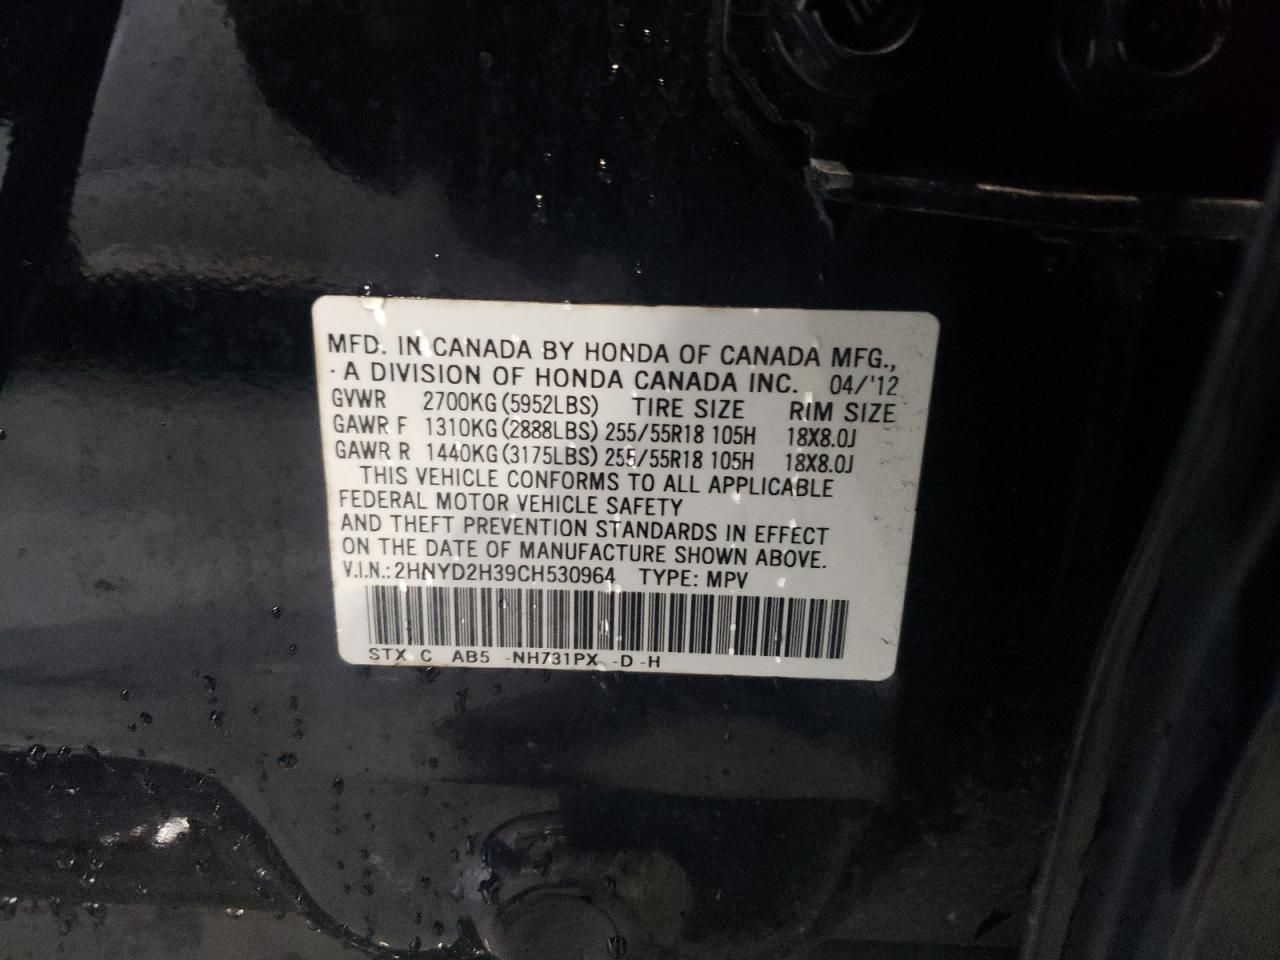 MFD. IN CANADA BY HONDA OF CANADA MFG.,
A DIVISION OF HONDA CANADA INC. 04/'12
GVWR 2700KG (5952LBS) TIRE SIZE RIM SIZE
GAWR F 1310KG (2888LBS) 255/55R18 105H 18X8.0J
GAWR R 1440KG (3175LBS) 255/55R18 105H 18X8.0J
THIS VEHICLE CONFORMS TO ALL APPLICABLE
FEDERAL MOTOR VEHICLE SAFETY
AND THEFT PREVENTION STANDARDS IN EFFECT
ON THE DATE OF MANUFACTURE SHOWN ABOVE.
V.I.N.: 2HNYD2H39CH530964 TYPE: MPV
STX C AB5 -NH731PX -D -H